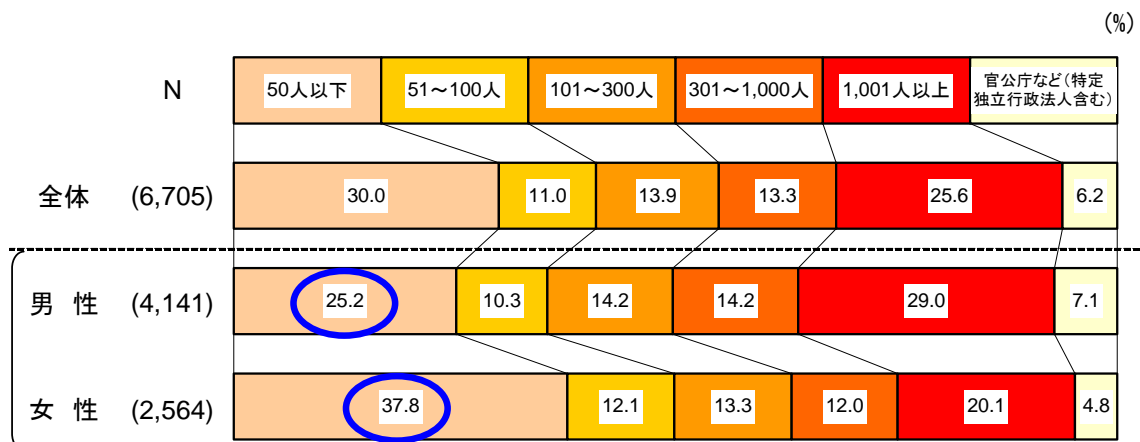 (%)
N
50人以下
51～100人
101～300人
301～1,000人
1,001人以上
官公庁など（特定
独立行政法人含む）
全体 (6,705)
30.0
11.0
13.9
13.3
25.6
6.2
男 性 (4,141)
25.2
10.3
14.2
14.2
29.0
7.1
女 性 (2,564)
37.8
12.1
13.3
12.0
20.1
4.8